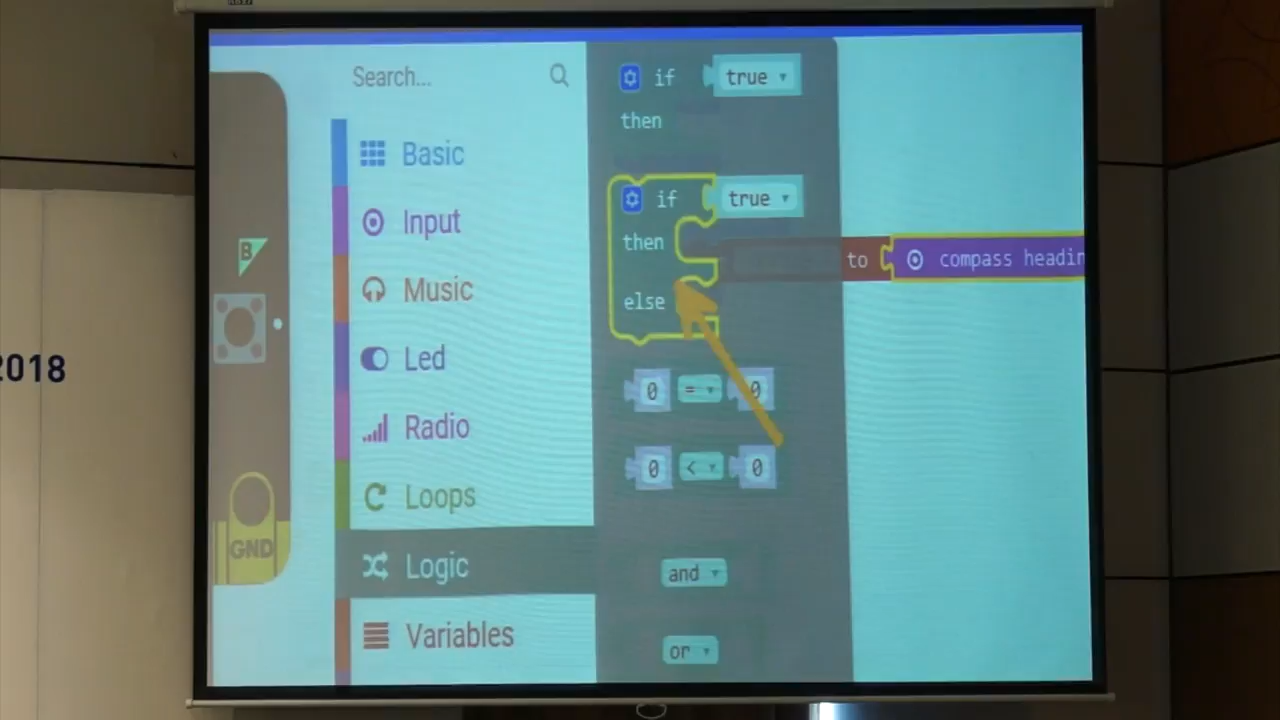 Search...
if true
then
Basic
if true
Input
then
to compass headin
Music
else
B
Led
2018
0 = 0
Radio
0 < 0
Loops
GND
Logic
and
Variables
or